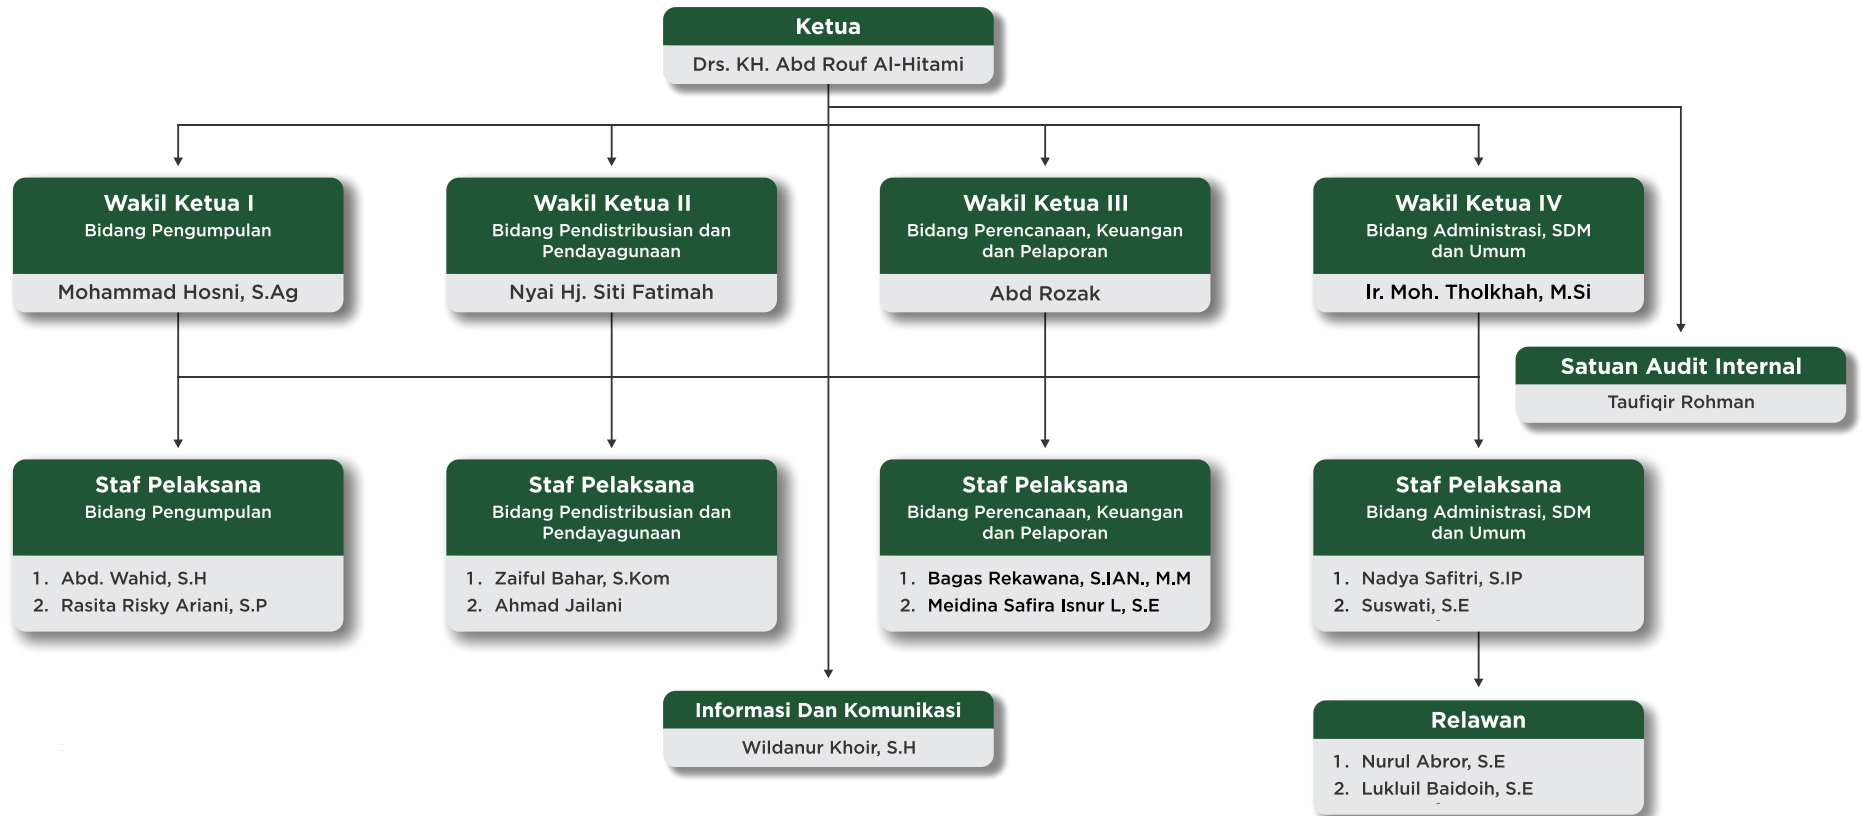 Ketua
Drs. KH. Abd Rouf Al-Hitami
Wakil Ketua I
Bidang Pengumpulan
Mohammad Hosni, S.Ag
Wakil Ketua II
Bidang Pendistribusian dan
Pendayagunaan
Nyai Hj. Siti Fatimah
Wakil Ketua III
Bidang Perencanaan, Keuangan
dan Pelaporan
Abd Rozak
Wakil Ketua IV
Bidang Administrasi, SDM
dan Umum
Ir. Moh. Tholkhah, M.Si
Satuan Audit Internal
Taufiqir Rohman
Staf Pelaksana
Bidang Pengumpulan
1. Abd. Wahid, S.H
2. Rasita Risky Ariani, S.P
Staf Pelaksana
Bidang Pendistribusian dan
Pendayagunaan
1. Zaiful Bahar, S.Kom
2. Ahmad Jailani
Staf Pelaksana
Bidang Perencanaan, Keuangan
dan Pelaporan
1. Bagas Rekawana, S.IAN., M.M
2. Meidina Safira Isnur L, S.E
Staf Pelaksana
Bidang Administrasi, SDM
dan Umum
1. Nadya Safitri, S.IP
2. Suswati, S.E
Informasi Dan Komunikasi
Wildanur Khoir, S.H
Relawan
1. Nurul Abror, S.E
2. Lukluil Baidoih, S.E